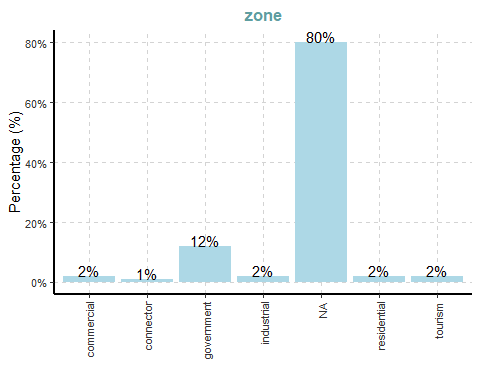 zone
80%
80%
60%
40%
20%
0%
Percentage (%)
2%
1%
12%
2%
2%
2%
commercial
connector
government
industrial
NA
residential
tourism